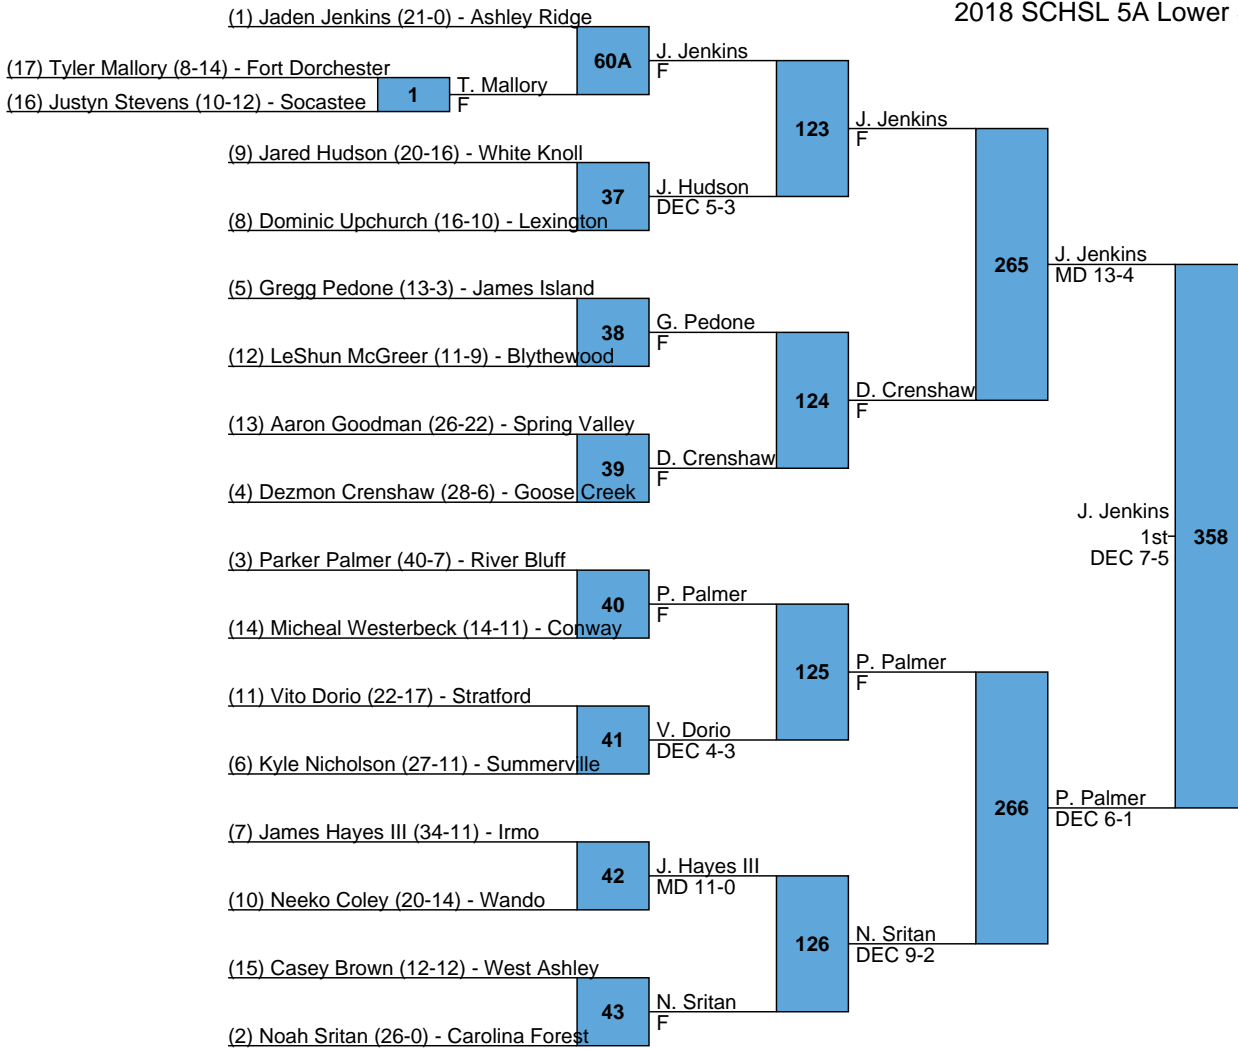 2018 SCHSL 5A Lower
(1) Jaden Jenkins (21-0) - Ashley Ridge
60A
J. Jenkins
F
(17) Tyler Mallory (8-14) - Fort Dorchester
1
T. Mallory
F
(16) Justyn Stevens (10-12) - Socastee
123
J. Jenkins
F
(9) Jared Hudson (20-16) - White Knoll
37
J. Hudson
DEC 5-3
(8) Dominic Upchurch (16-10) - Lexington
265
J. Jenkins
MD 13-4
(5) Gregg Pedone (13-3) - James Island
38
G. Pedone
F
(12) LeShun McGreer (11-9) - Blythewood
124
D. Crenshaw
F
(13) Aaron Goodman (26-22) - Spring Valley
39
D. Crenshaw
F
(4) Dezmon Crenshaw (28-6) - Goose Creek
J. Jenkins
1st
DEC 7-5
358
(3) Parker Palmer (40-7) - River Bluff
40
P. Palmer
F
(14) Micheal Westerbeck (14-11) - Conway
125
P. Palmer
F
(11) Vito Dorio (22-17) - Stratford
41
V. Dorio
DEC 4-3
(6) Kyle Nicholson (27-11) - Summerville
266
P. Palmer
DEC 6-1
(7) James Hayes III (34-11) - Irmo
42
J. Hayes III
MD 11-0
(10) Neeko Coley (20-14) - Wando
126
N. Sritan
DEC 9-2
(15) Casey Brown (12-12) - West Ashley
43
N. Sritan
F
(2) Noah Sritan (26-0) - Carolina Forest